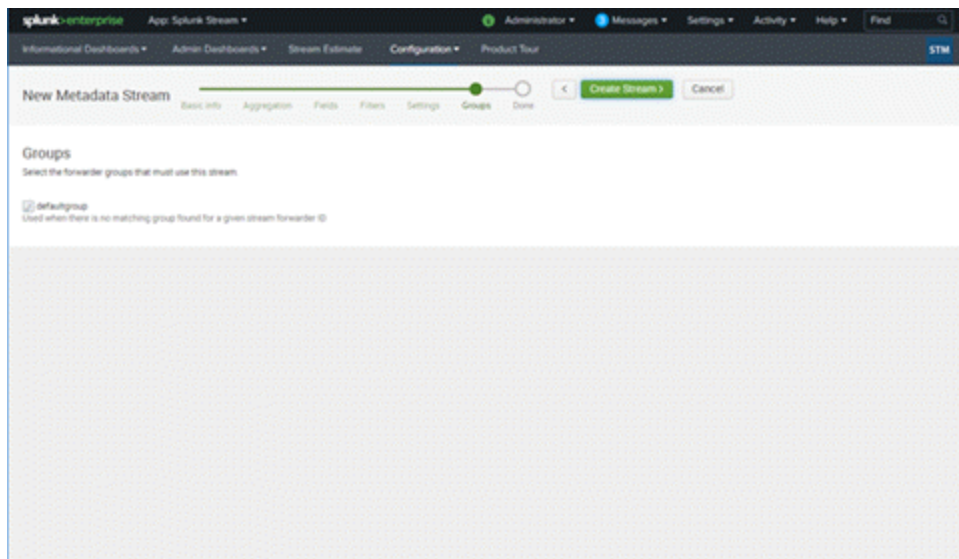 splunk>enterprise App: Splunk Stream Administrator 3 Messages Settings Activity Help Find
Informational Dashboards Admin Dashboards Stream Estimate Configuration Product Tour STM
New Metadata Stream
Basic info Aggregation Fields Filters Settings Groups Done
< Create Stream > Cancel
Groups
Select the forwarder groups that must use this stream.
defaultgroup
Used when there is no matching group found for a given stream forwarder ID